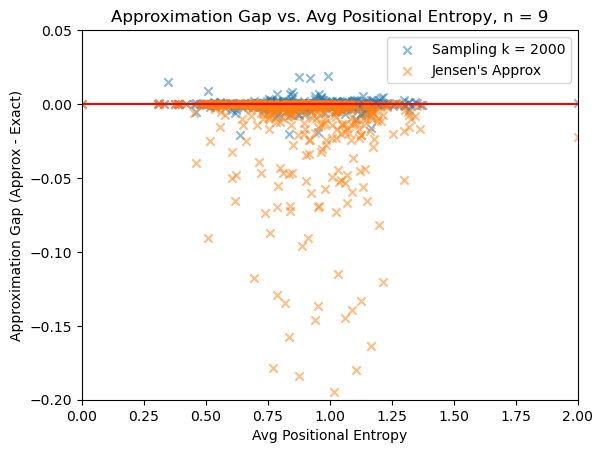 Approximation Gap vs. Avg Positional Entropy, n = 9
Sampling k = 2000
Jensen's Approx
Approximation Gap (Approx - Exact)
0.05
0.00
−0.05
−0.10
−0.15
−0.20
0.00 0.25 0.50 0.75 1.00 1.25 1.50 1.75 2.00
Avg Positional Entropy